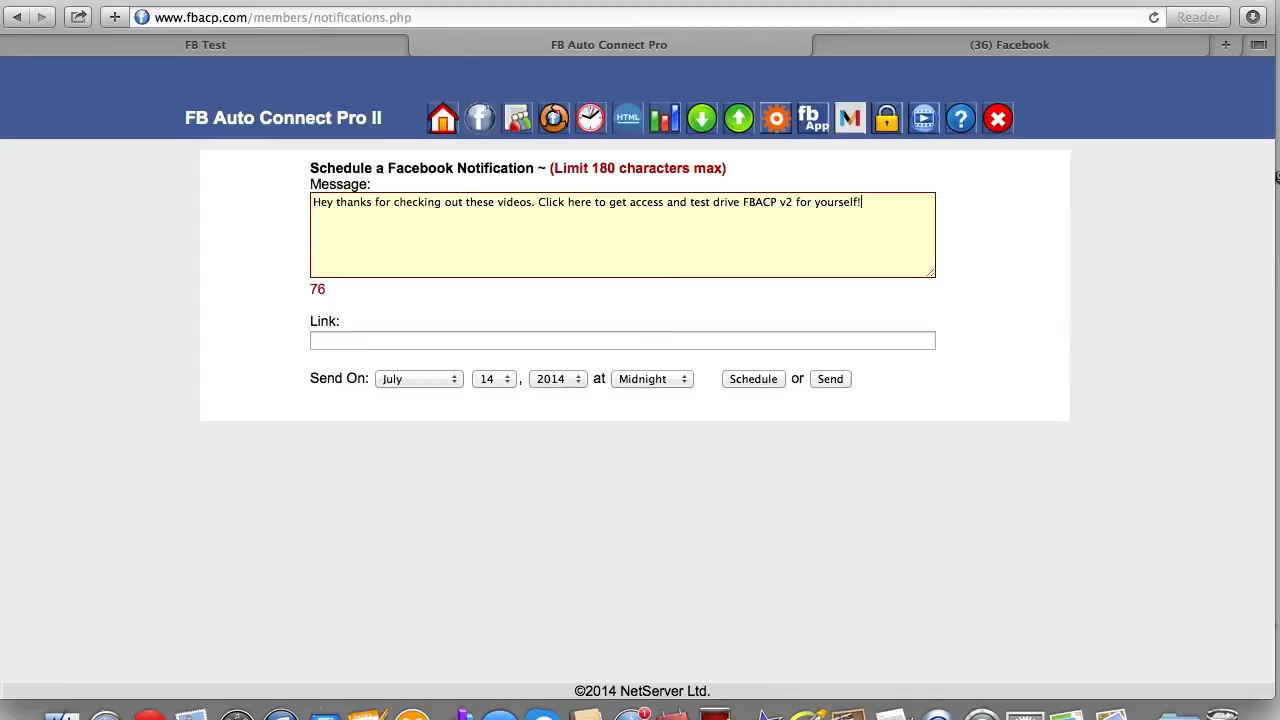 www.fbacp.com/members/notifications.php
Reader
FB Test
FB Auto Connect Pro
(36) Facebook
FB Auto Connect Pro II
HTML
fb
App
Schedule a Facebook Notification ~ (Limit 180 characters max)
Message:
Hey thanks for checking out these videos. Click here to get access and test drive FBACP v2 for yourself!
76
Link:
Send On: July 14 , 2014 at Midnight Schedule or Send
©2014 NetServer Ltd.
1